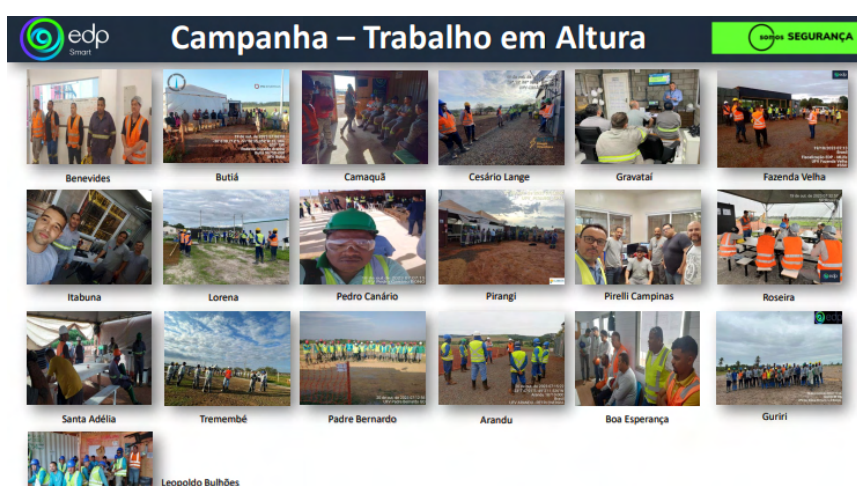 edp
Smart
Campanha – Trabalho em Altura
somos SEGURANÇA
Benevides
Butiá
Camaquã
Cesário Lange
Gravataí
Fazenda Velha
Itabuna
Lorena
Pedro Canário
Pirangi
Pirelli Campinas
Roseira
Santa Adélia
Tremembé
Padre Bernardo
Arandu
Boa Esperança
Guriri
edp
Leopoldo Bulhões